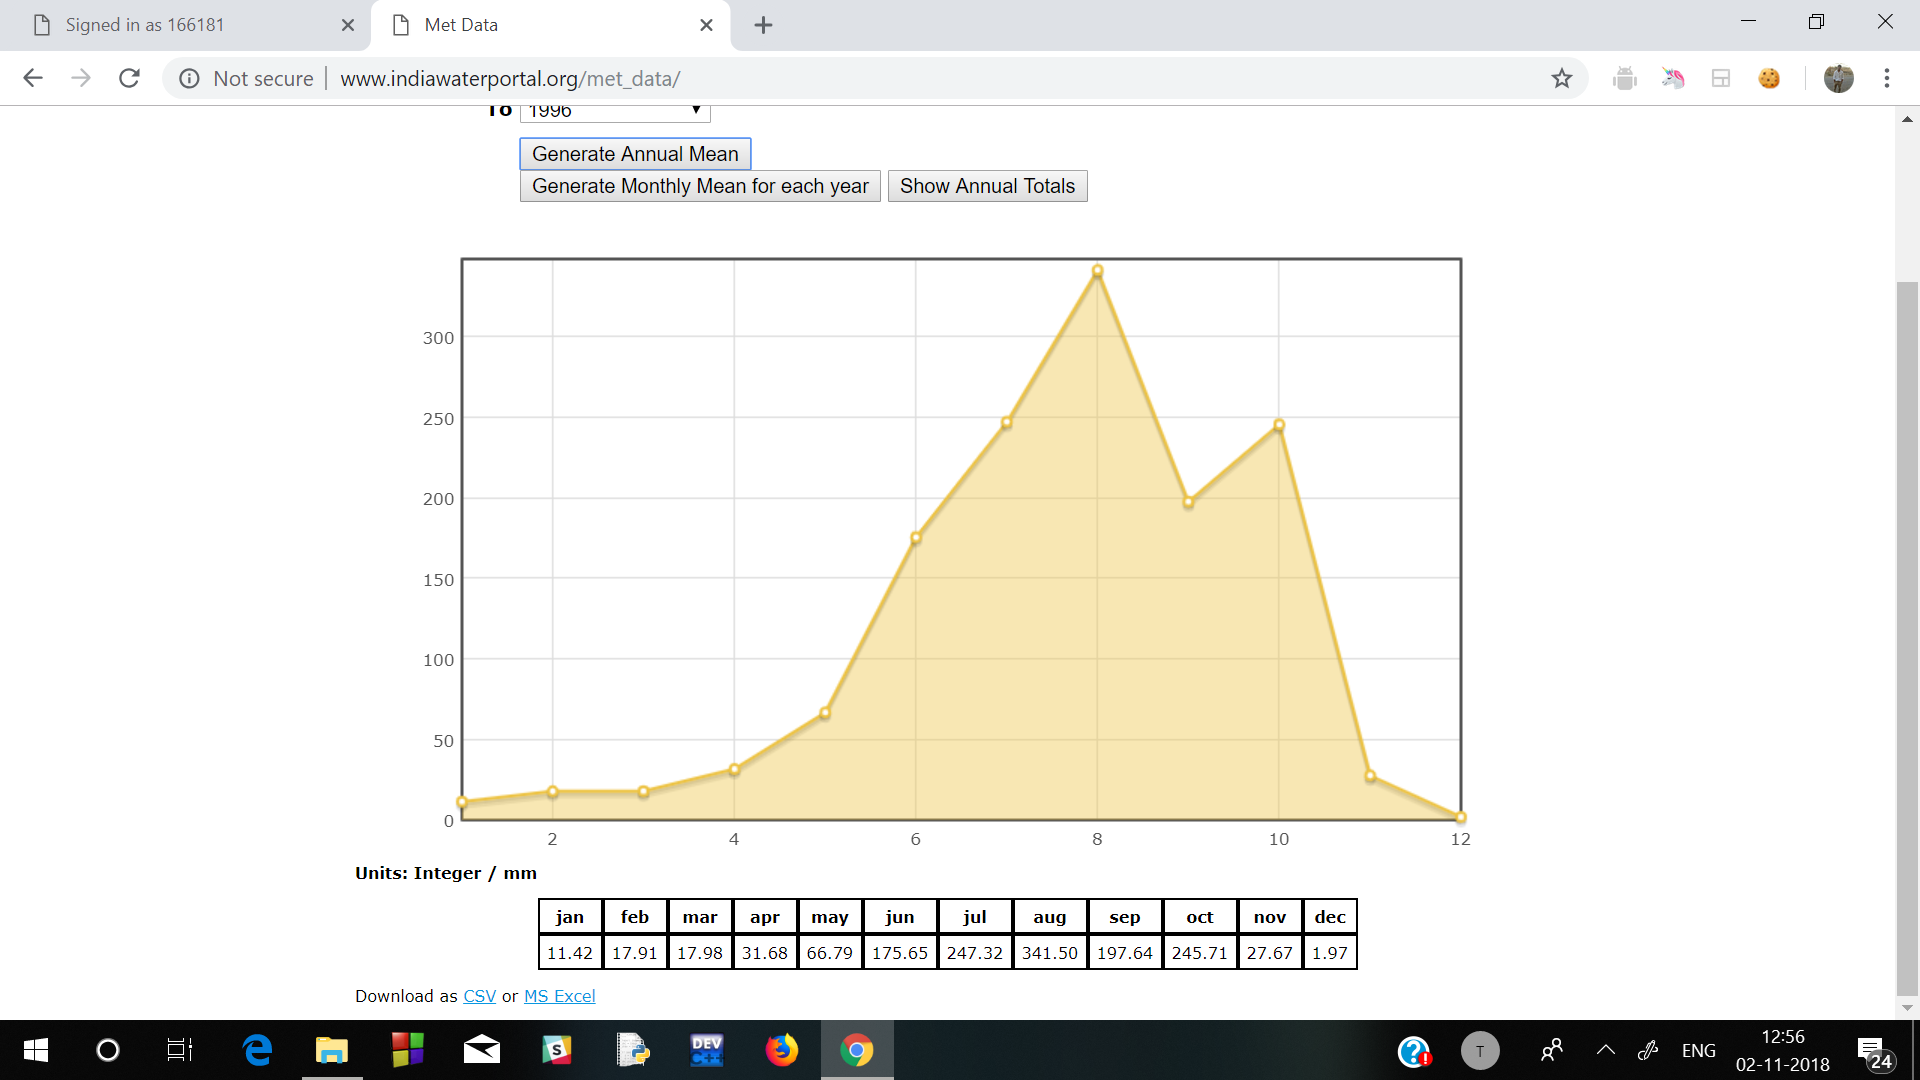 Signed in as 166181
Met Data
Not secure www.indiawaterportal.org/met_data/
To 1996
Generate Annual Mean
Generate Monthly Mean for each year Show Annual Totals
300
250
200
150
100
50
0
2 4 6 8 10 12
Units: Integer / mm
jan feb mar apr may jun jul aug sep oct nov dec
11.42 17.91 17.98 31.68 66.79 175.65 247.32 341.50 197.64 245.71 27.67 1.97
Download as CSV or MS Excel
S
DEV
C++
T
ENG
12:56
02-11-2018
24